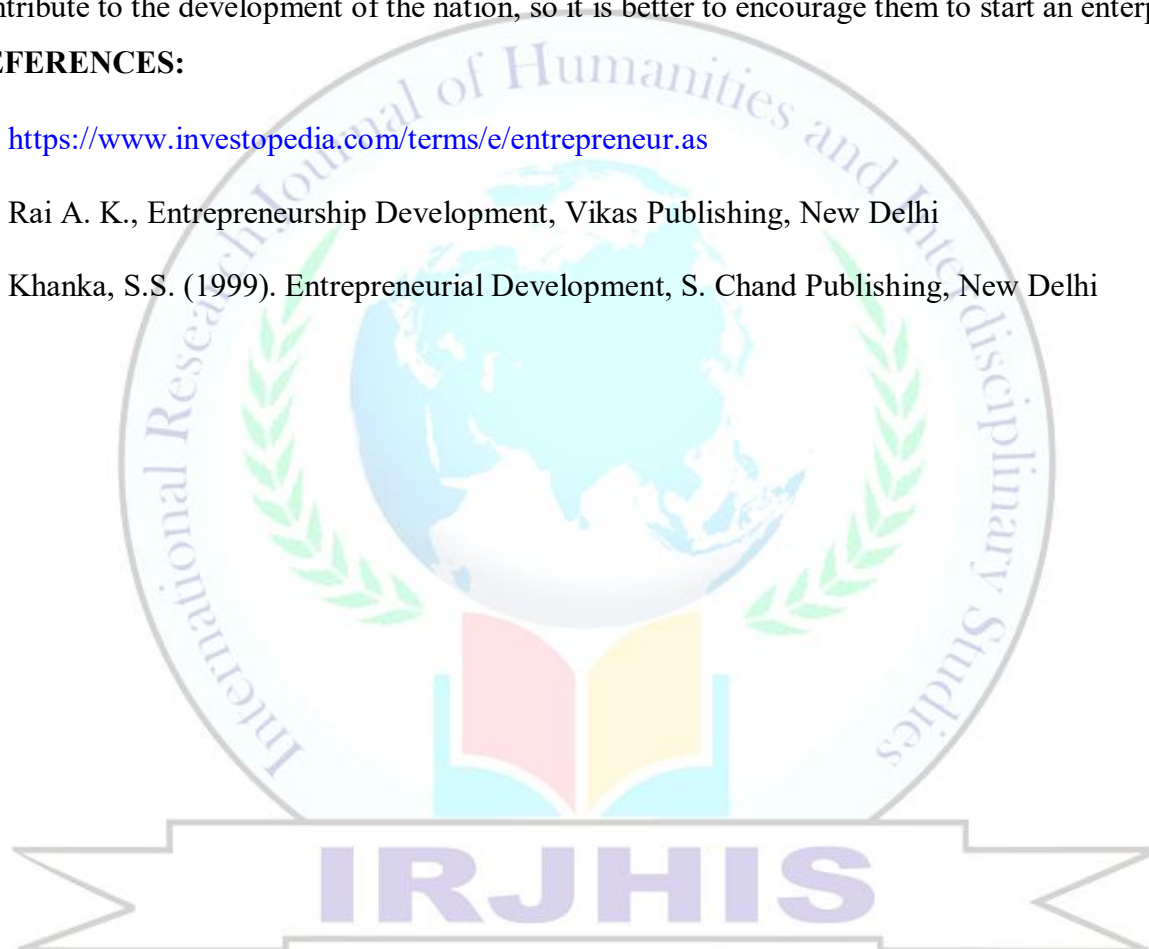 ntribute to the development of the nation, so it is better to encourage them to start an enterp
EFERENCES:
https://www.investopedia.com/terms/e/entrepreneur.as
Rai A. K., Entrepreneurship Development, Vikas Publishing, New Delhi
Khanka, S.S. (1999). Entrepreneurial Development, S. Chand Publishing, New Delhi
International Research Journal of Humanities and Interdisciplinary Studies
IRJHIS